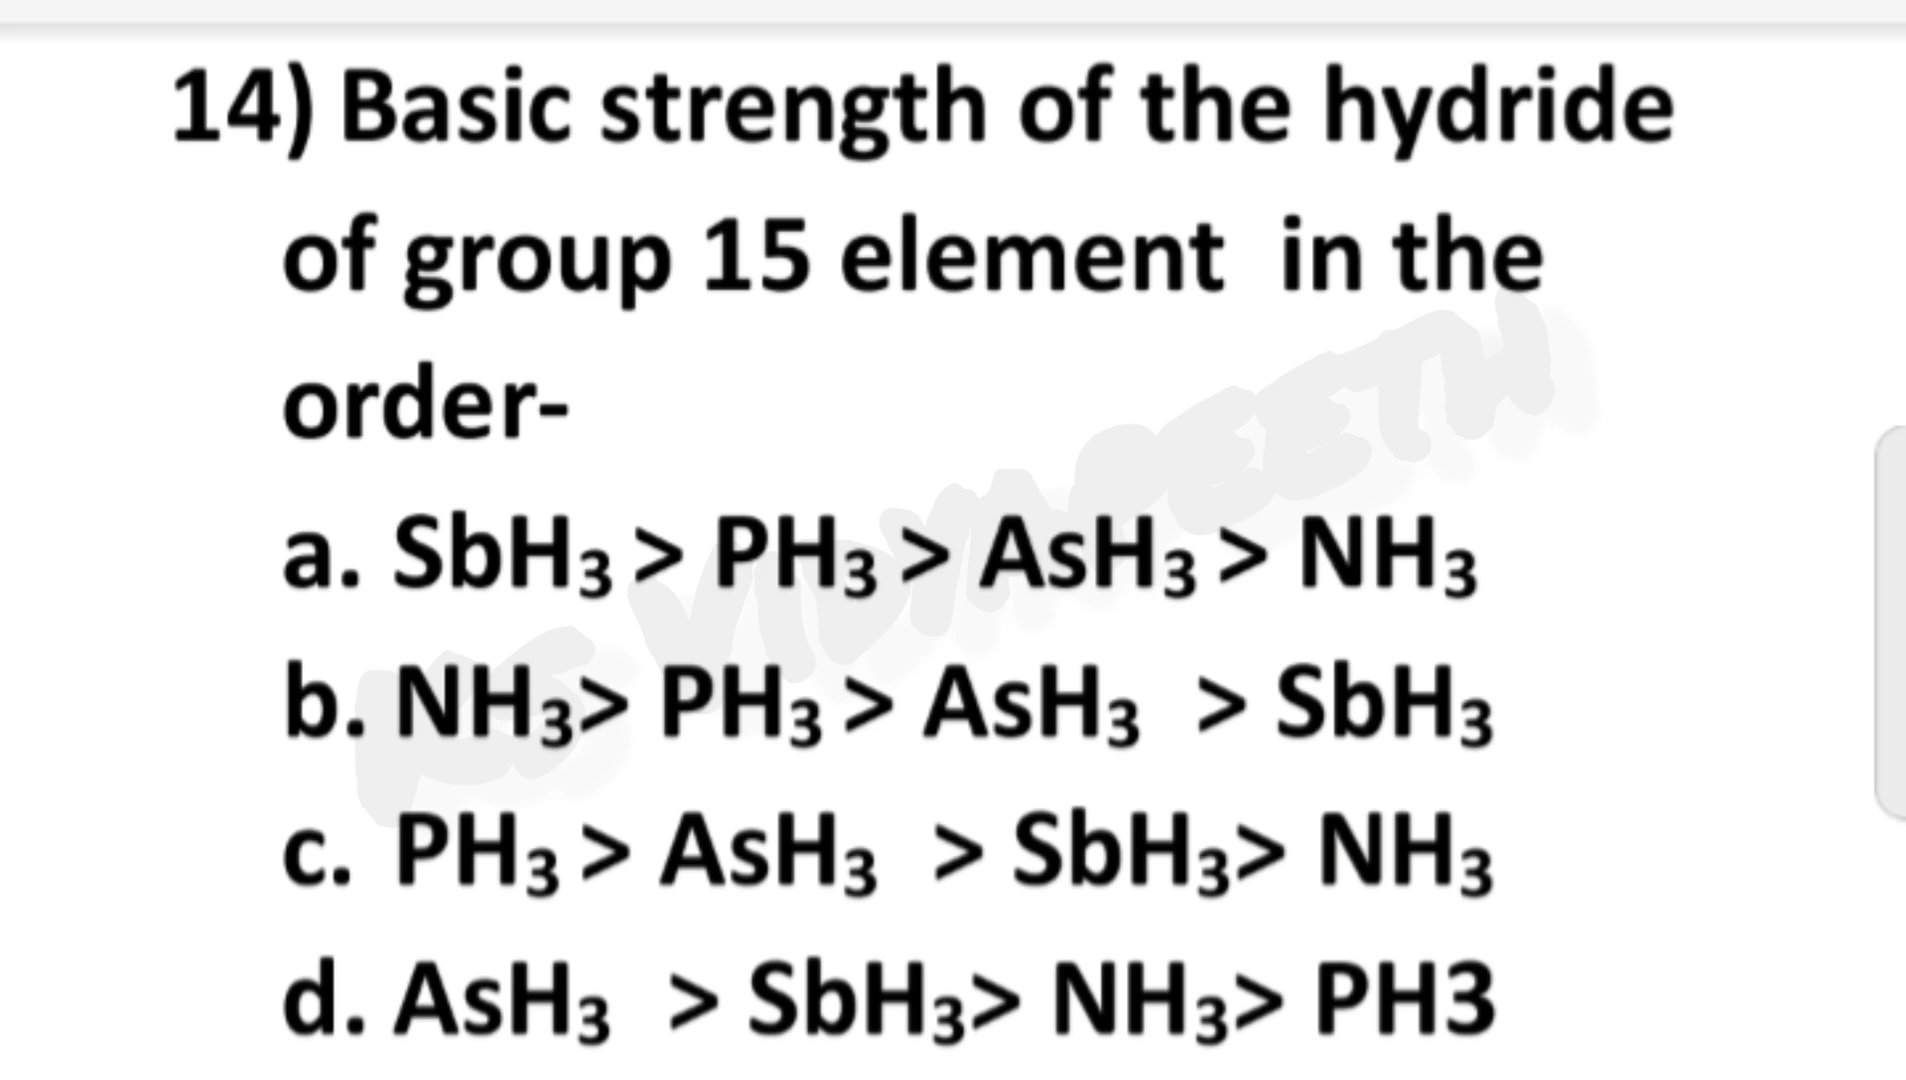 14) Basic strength of the hydride
of group 15 element in the
order-
a. SbH₃ > PH₃ > AsH₃ > NH₃
b. NH₃> PH₃ > AsH₃ > SbH₃
c. PH₃ > AsH₃ > SbH₃> NH₃
d. AsH₃ > SbH₃> NH₃> PH3